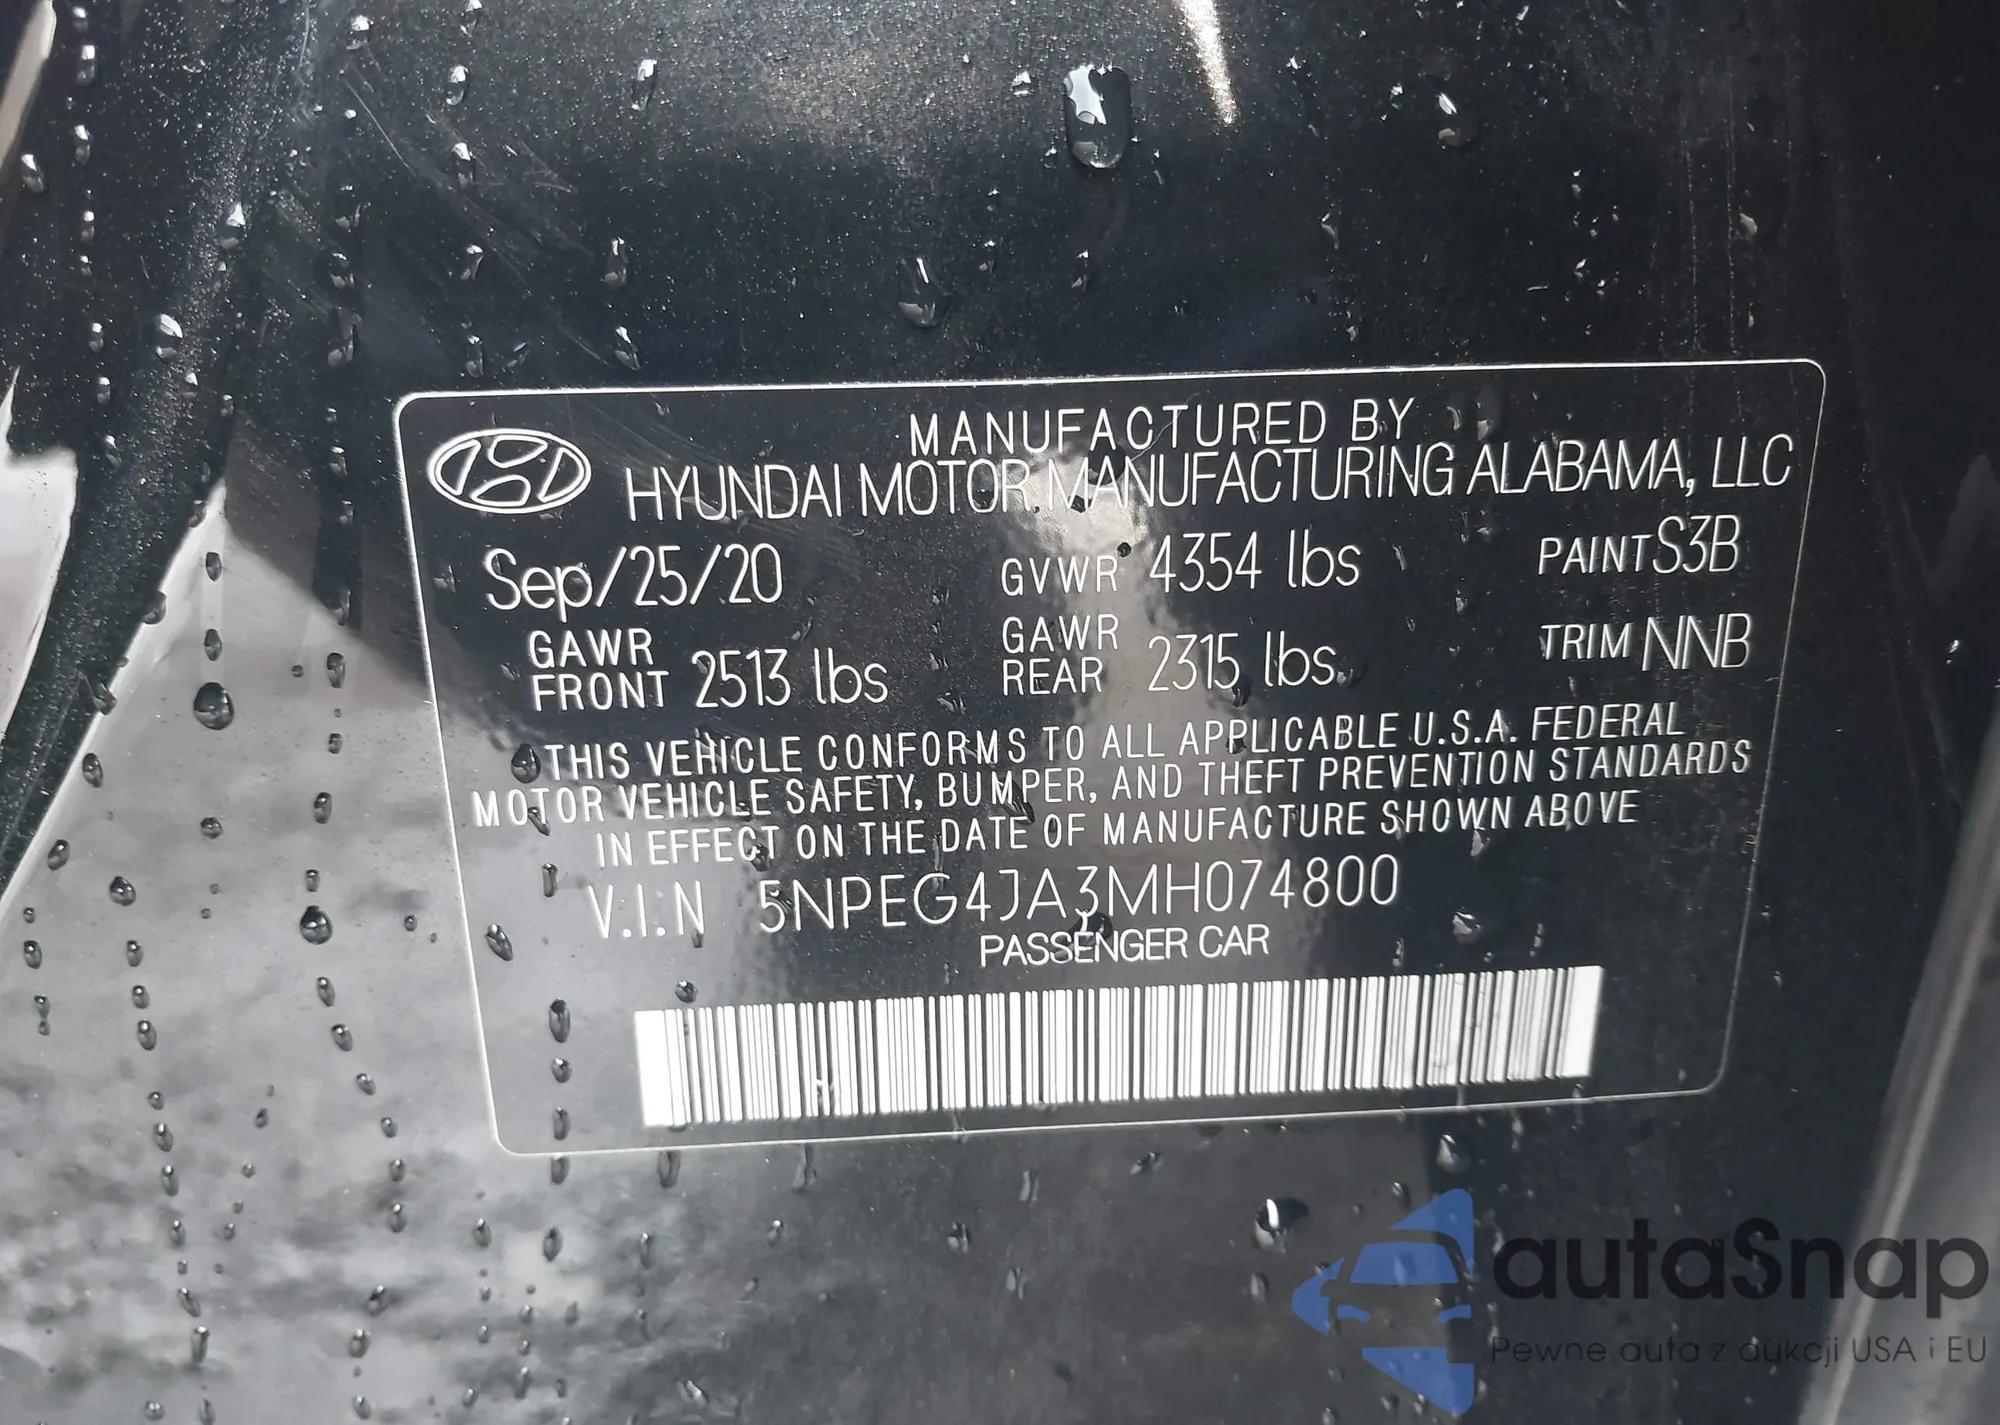 MANUFACTURED BY
HYUNDAI MOTOR MANUFACTURING ALABAMA, LLC
Sep/25/20 GVWR 4354 lbs PAINT S3B
GAWR FRONT 2513 lbs GAWR REAR 2315 lbs TRIM NNB
THIS VEHICLE CONFORMS TO ALL APPLICABLE U.S.A. FEDERAL
MOTOR VEHICLE SAFETY, BUMPER, AND THEFT PREVENTION STANDARDS
IN EFFECT ON THE DATE OF MANUFACTURE SHOWN ABOVE
V.I.N 5NPEG4JA3MH074800
PASSENGER CAR
autaSnap
Pewne auta z aukcji USA i EU